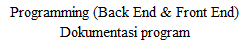 Programming (Back End & Front End)
Dokumentasi program